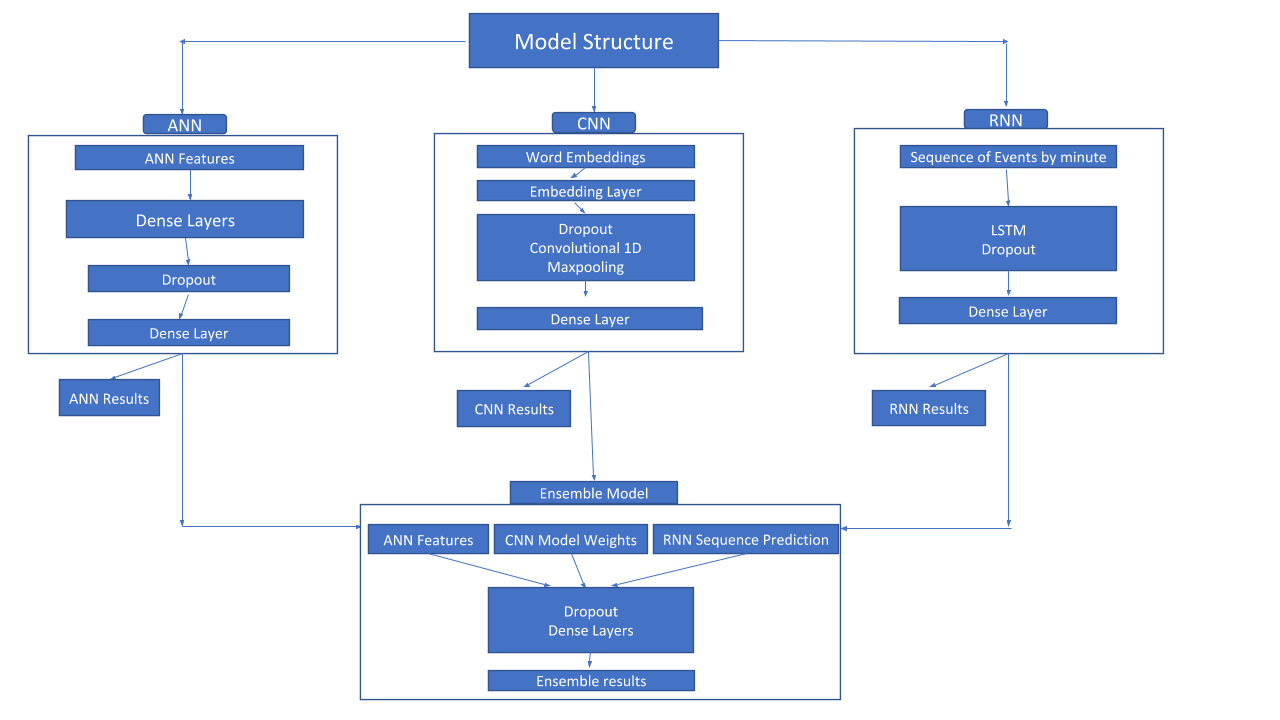 Model Structure
ANN
ANN Features
Dense Layers
Dropout
Dense Layer
ANN Results
CNN
Word Embeddings
Embedding Layer
Dropout
Convolutional 1D
Maxpooling
Dense Layer
CNN Results
RNN
Sequence of Events by minute
LSTM
Dropout
Dense Layer
RNN Results
Ensemble Model
ANN Features
CNN Model Weights
RNN Sequence Prediction
Dropout
Dense Layers
Ensemble results